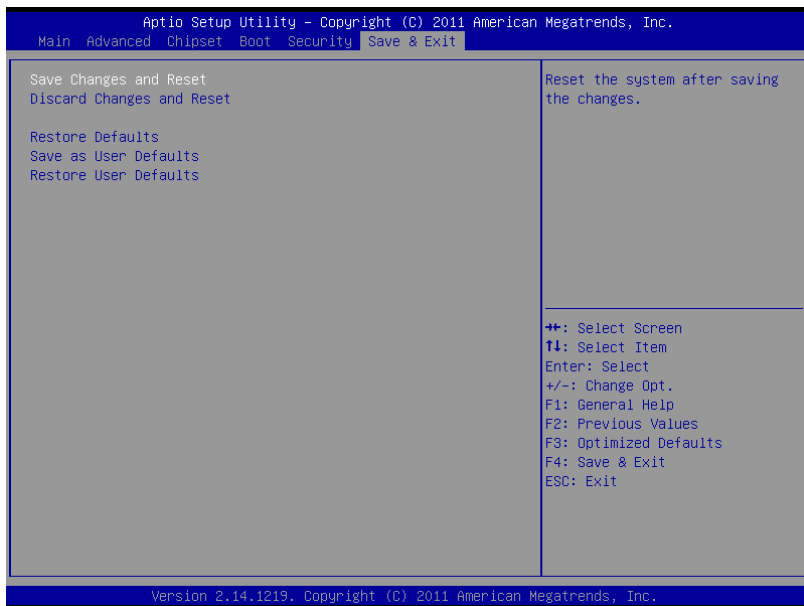 Aptio Setup Utility – Copyright (C) 2011 American Megatrends, Inc.
Main Advanced Chipset Boot Security Save & Exit
Save Changes and Reset
Discard Changes and Reset
Restore Defaults
Save as User Defaults
Restore User Defaults
Reset the system after saving
the changes.
→←: Select Screen
↑↓: Select Item
Enter: Select
+/-: Change Opt.
F1: General Help
F2: Previous Values
F3: Optimized Defaults
F4: Save & Exit
ESC: Exit
Version 2.14.1219. Copyright (C) 2011 American Megatrends, Inc.